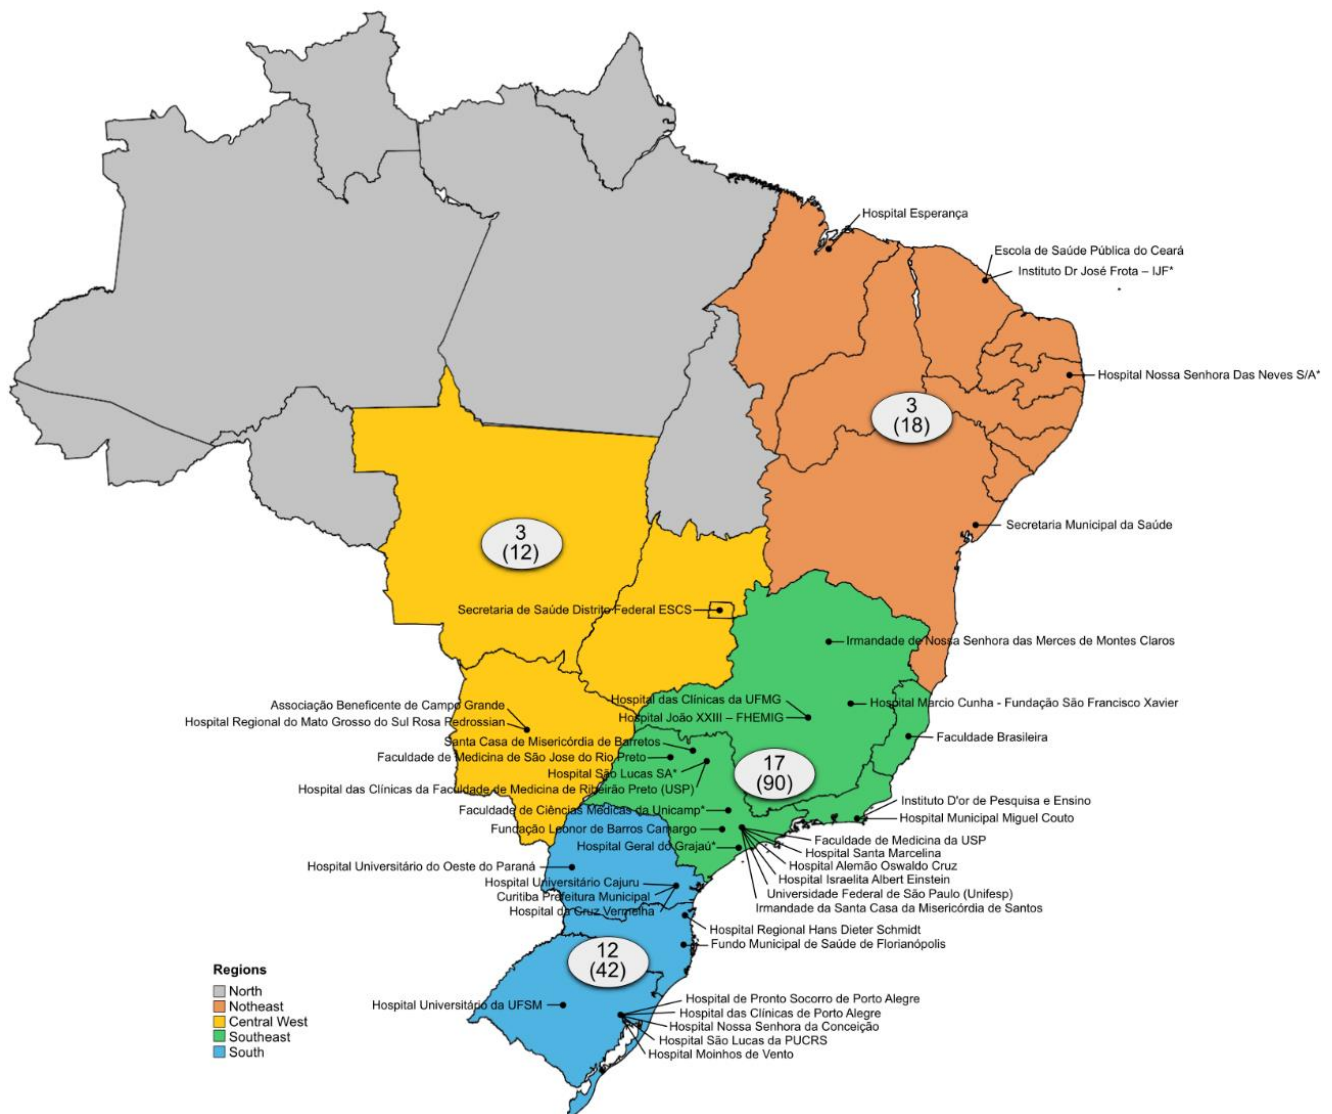 Hospital Esperança
Escola de Saúde Pública do Ceará
Instituto Dr José Frota – IJF*
*
Hospital Nossa Senhora Das Neves S/A*
3
(18)
Secretaria Municipal da Saúde
3
(12)
Secretaria de Saúde Distrito Federal ESCS
Irmandade de Nossa Senhora das Merces de Montes Claros
Hospital das Clínicas da UFMG
Hospital Marcio Cunha - Fundação São Francisco Xavier
Associação Beneficente de Campo Grande
Hospital João XXIII – FHEMIG
Hospital Regional do Mato Grosso do Sul Rosa Pedrossian
Faculdade Brasileira
Santa Casa de Misericórdia de Barretos
Faculdade de Medicina de São Jose do Rio Preto
17
(90)
Hospital São Lucas SA*
Hospital das Clínicas da Faculdade de Medicina de Ribeirão Preto (USP)
Instituto D'or de Pesquisa e Ensino
Faculdade de Ciências Médicas da Unicamp*
Hospital Municipal Miguel Couto
Fundação Leonor de Barros Camargo
Faculdade de Medicina da USP
Hospital Geral do Grajaú*
Hospital Santa Marcelina
Hospital Alemão Oswaldo Cruz
Hospital Universitário do Oeste do Paraná
Hospital Israelita Albert Einstein
Hospital Universitário Cajuru
Universidade Federal de São Paulo (Unifesp)
Curitiba Prefeitura Municipal
Irmandade da Santa Casa da Misericórdia de Santos
Hospital da Cruz Vermelha
Hospital Regional Hans Dieter Schmidt
Fundo Municipal de Saúde de Florianópolis
12
(42)
Hospital Universitário da UFSM
Hospital de Pronto Socorro de Porto Alegre
Hospital das Clínicas de Porto Alegre
Hospital Nossa Senhora da Conceição
Hospital São Lucas da PUCRS
Hospital Moinhos de Vento
Regions
North
Notheast
Central West
Southeast
South